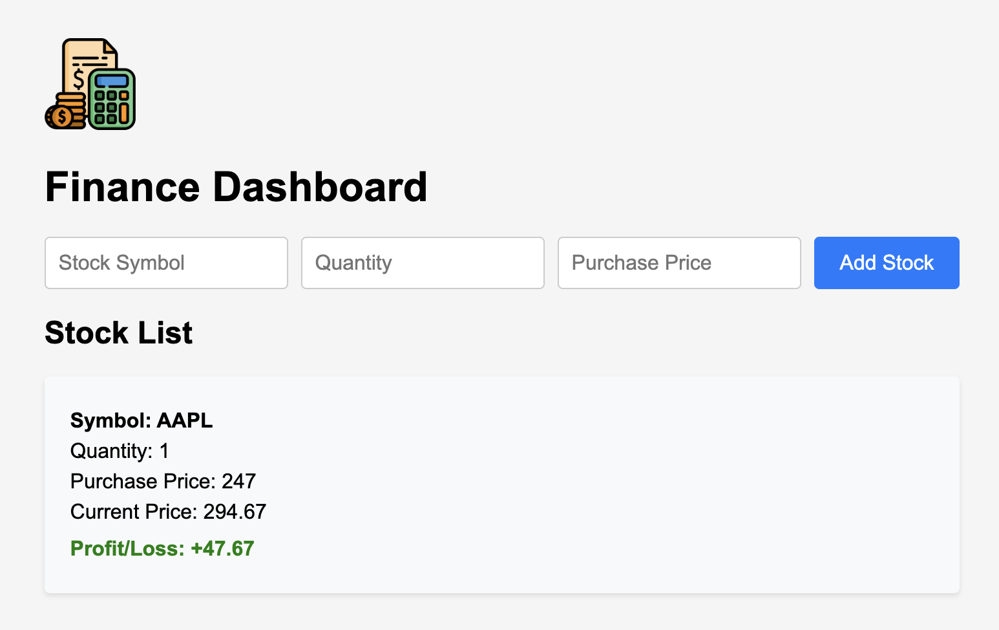 $
$
Finance Dashboard
Stock Symbol
Quantity
Purchase Price
Add Stock
Stock List
Symbol: AAPL
Quantity: 1
Purchase Price: 247
Current Price: 294.67
Profit/Loss: +47.67